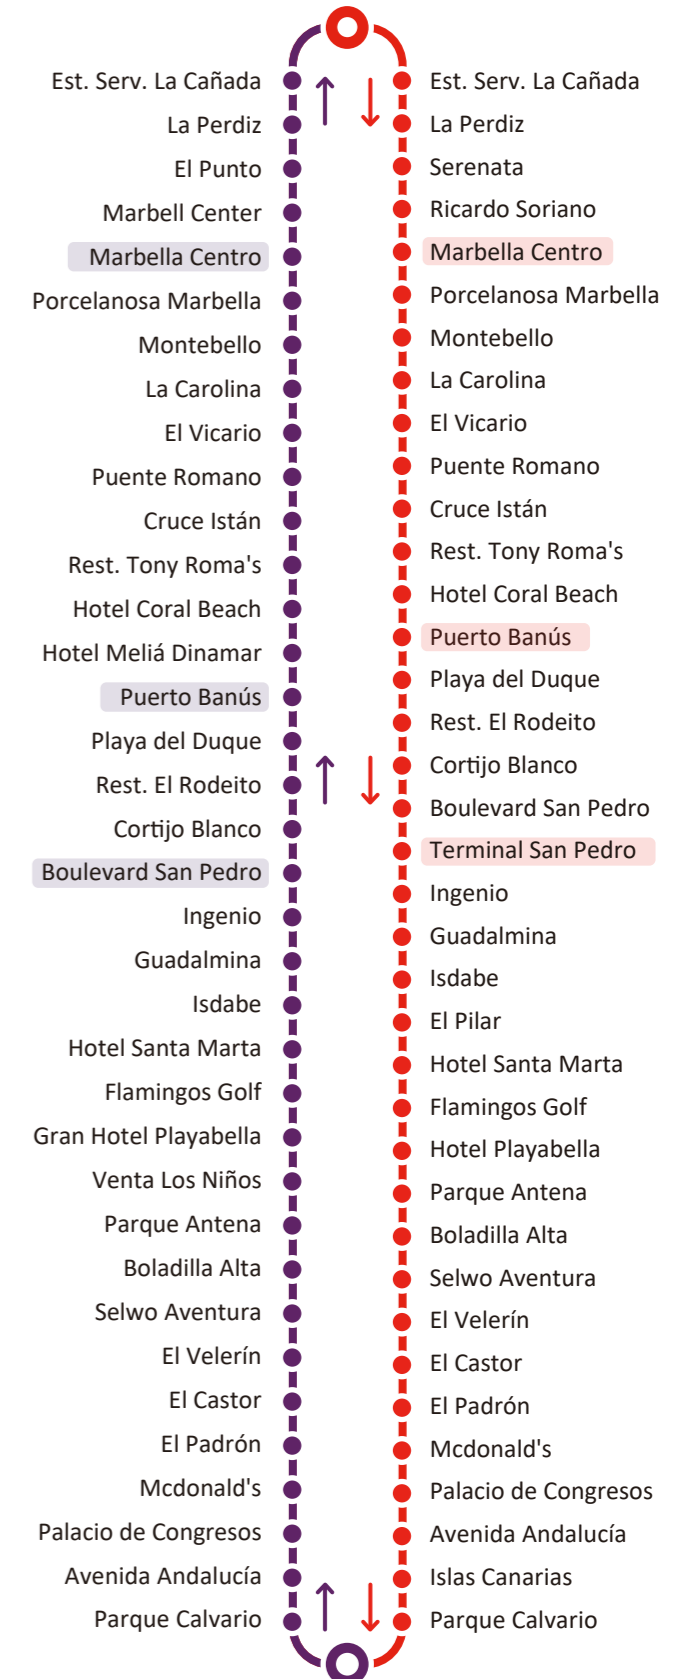 Est. Serv. La Cañada
La Perdiz
El Punto
Marbell Center
Marbella Centro
Porcelanosa Marbella
Montebello
La Carolina
El Vicario
Puente Romano
Cruce Istán
Rest. Tony Roma's
Hotel Coral Beach
Hotel Meliá Dinamar
Puerto Banús
Playa del Duque
Rest. El Rodeito
Cortijo Blanco
Boulevard San Pedro
Ingenio
Guadalmina
Isdabe
Hotel Santa Marta
Flamingos Golf
Gran Hotel Playabella
Venta Los Niños
Parque Antena
Boladilla Alta
Selwo Aventura
El Velerín
El Castor
El Padrón
Mcdonald's
Palacio de Congresos
Avenida Andalucía
Parque Calvario
Est. Serv. La Cañada
La Perdiz
Serenata
Ricardo Soriano
Marbella Centro
Porcelanosa Marbella
Montebello
La Carolina
El Vicario
Puente Romano
Cruce Istán
Rest. Tony Roma's
Hotel Coral Beach
Puerto Banús
Playa del Duque
Rest. El Rodeito
Cortijo Blanco
Boulevard San Pedro
Terminal San Pedro
Ingenio
Guadalmina
Isdabe
El Pilar
Hotel Santa Marta
Flamingos Golf
Hotel Playabella
Parque Antena
Boladilla Alta
Selwo Aventura
El Velerín
El Castor
El Padrón
Mcdonald's
Palacio de Congresos
Avenida Andalucía
Islas Canarias
Parque Calvario